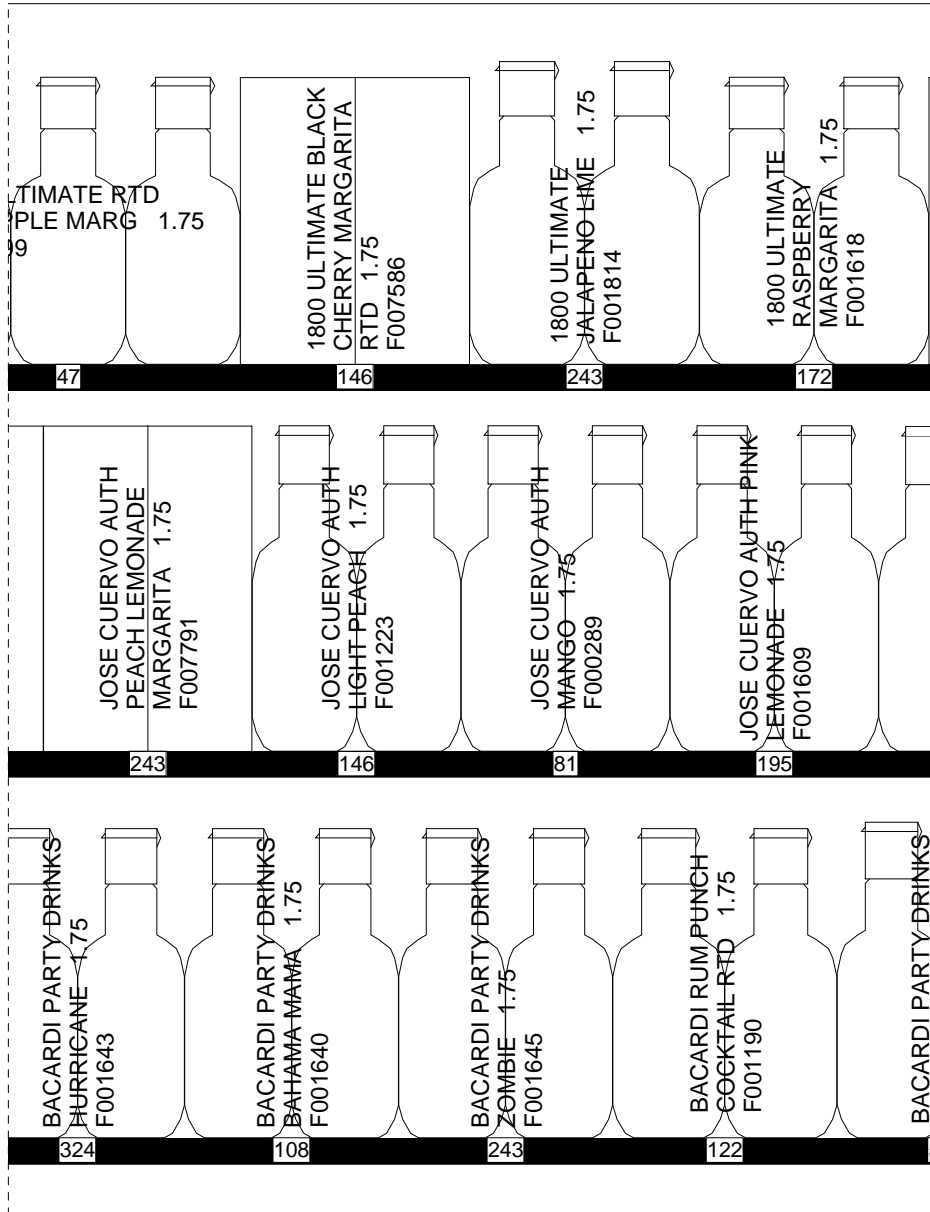 TIMATE RTD
PLE MARG 1.75
1800 ULTIMATE BLACK
CHERRY MARGARITA
RTD 1.75
F007586
1800 ULTIMATE
JALAPENO LIME 1.75
F001814
1800 ULTIMATE
RASPBERRY
MARGARITA 1.75
F001618
47
146
243
172
JOSE CUERVO AUTH
PEACH LEMONADE
MARGARITA 1.75
F007791
JOSE CUERVO AUTH
LIGHT PEACH 1.75
F001223
JOSE CUERVO AUTH
MANGO 1.75
F000289
JOSE CUERVO AUTH PINK
LEMONADE 1.75
F001609
243
146
81
195
BACARDI PARTY DRINKS
HURRICANE 1.75
F001643
BACARDI PARTY DRINKS
BAHAMA MAMA 1.75
F001640
BACARDI PARTY DRINKS
ZOMBIE 1.75
F001645
BACARDI RUM PUNCH
COCKTAIL RTD 1.75
F001190
BACARDI PARTY DRINKS
324
108
243
122